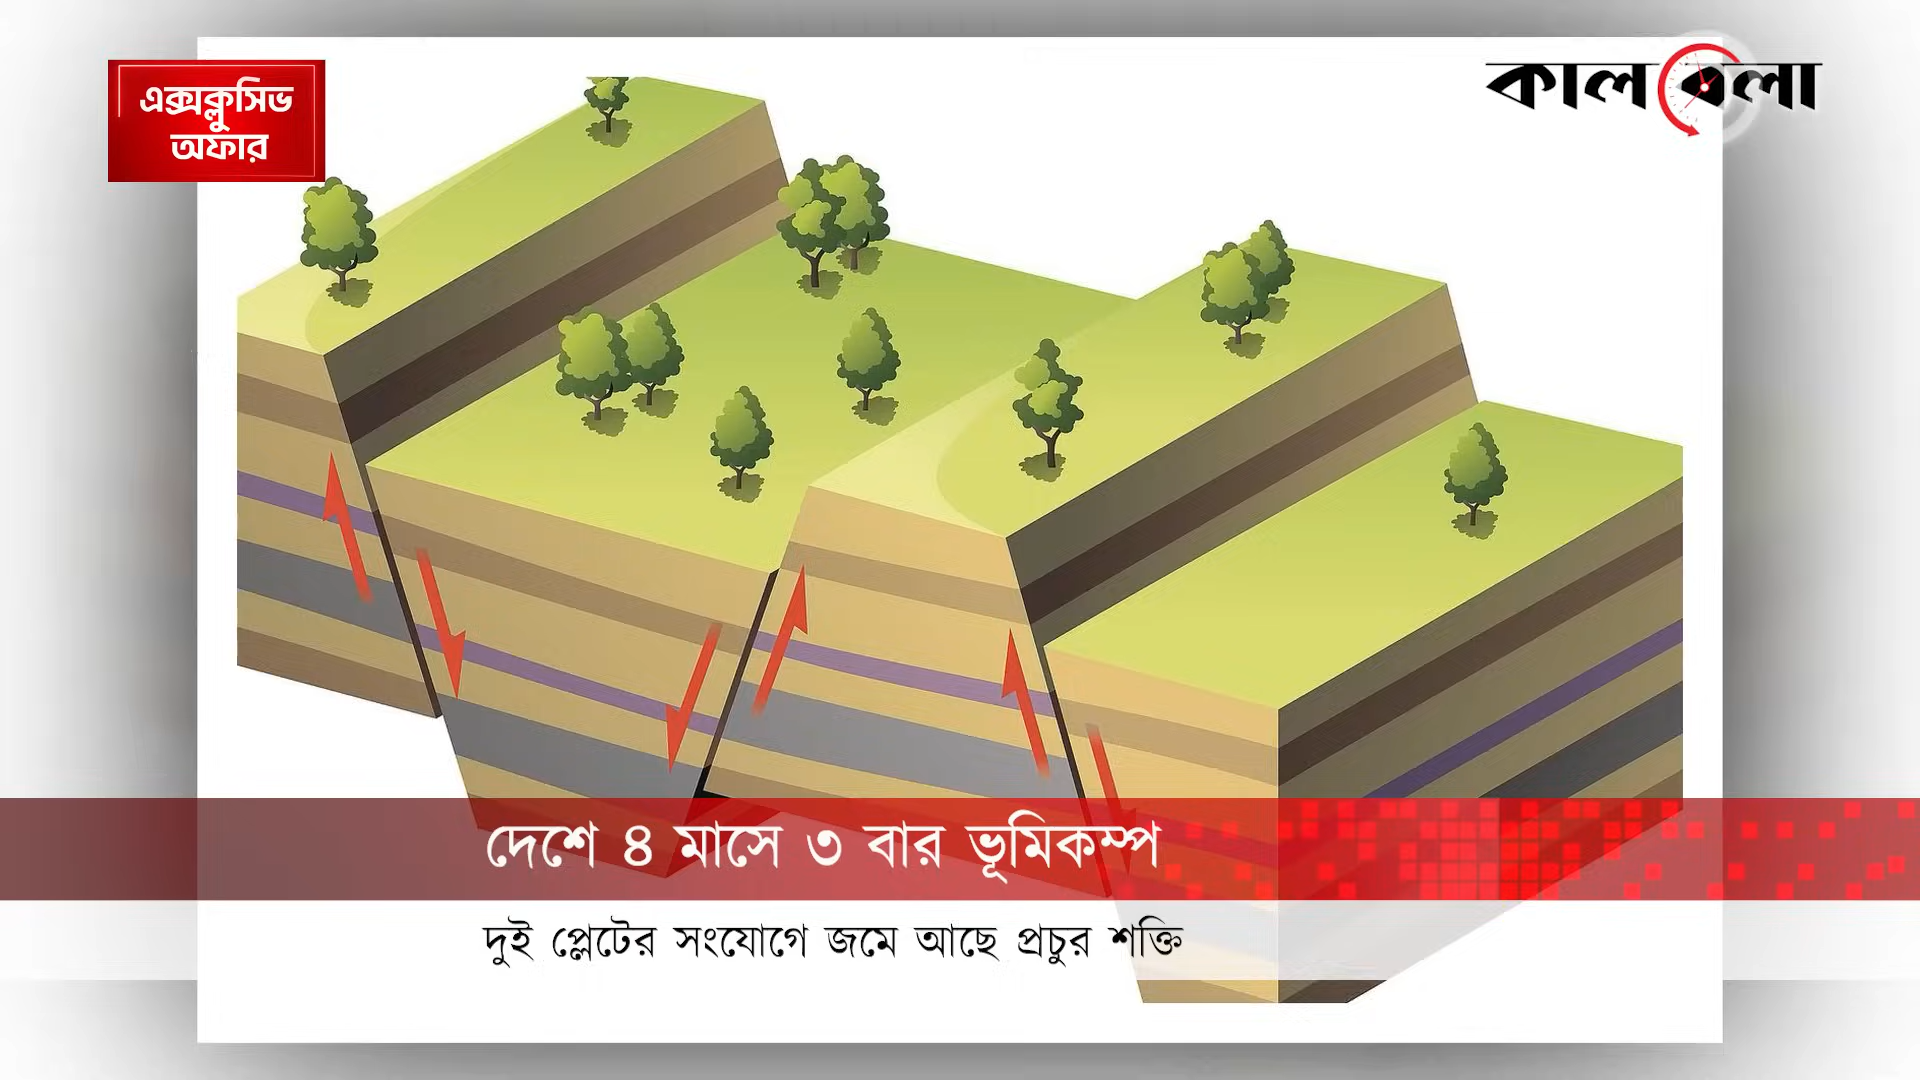 এক্সক্লুসিভ
অফার
কালবেলা
দেশে ৪ মাসে ৩ বার ভূমিকম্প
দুই প্লেটের সংযোগে জমে আছে প্রচুর শক্তি